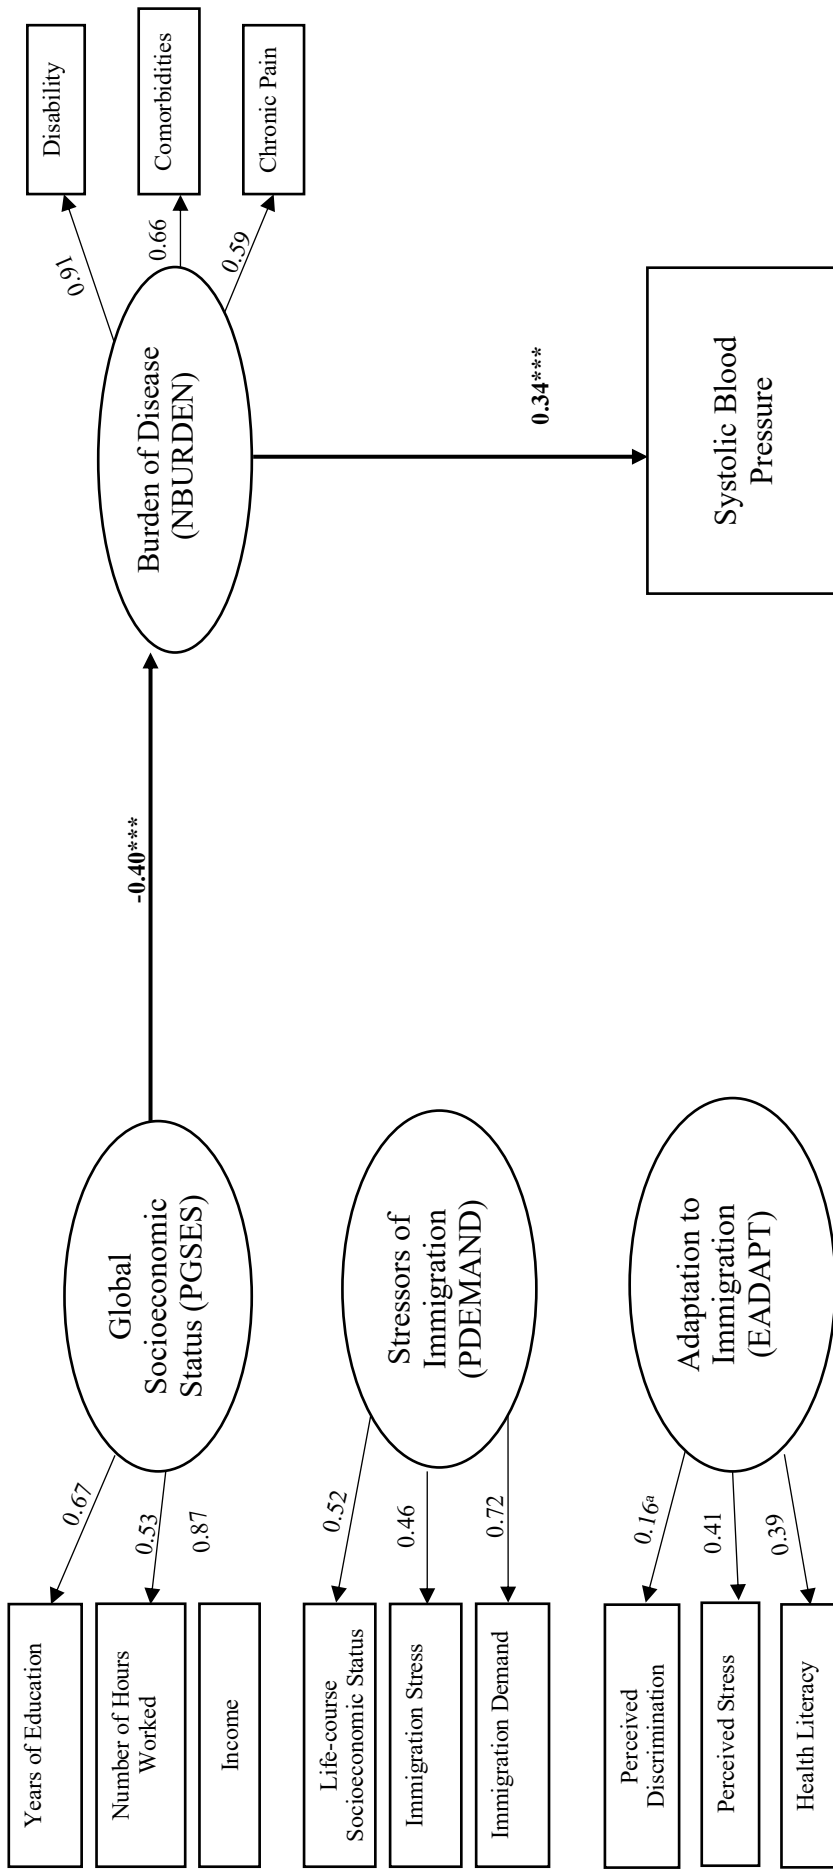 Years of Education
Number of Hours
Worked
Income
Life-course
Socioeconomic Status
Immigration Stress
Immigration Demand
Perceived
Discrimination
Perceived Stress
Health Literacy
0.67
0.53
0.87
0.52
0.46
0.72
0.16ᵃ
0.41
0.39
Global
Socioeconomic
Status (PGSES)
Stressors of
Immigration
(PDEMAND)
Adaptation to
Immigration
(EADAPT)
-0.40***
Burden of Disease
(NBURDEN)
0.34***
Systolic Blood
Pressure
0.91
0.66
0.59
Disability
Comorbidities
Chronic Pain